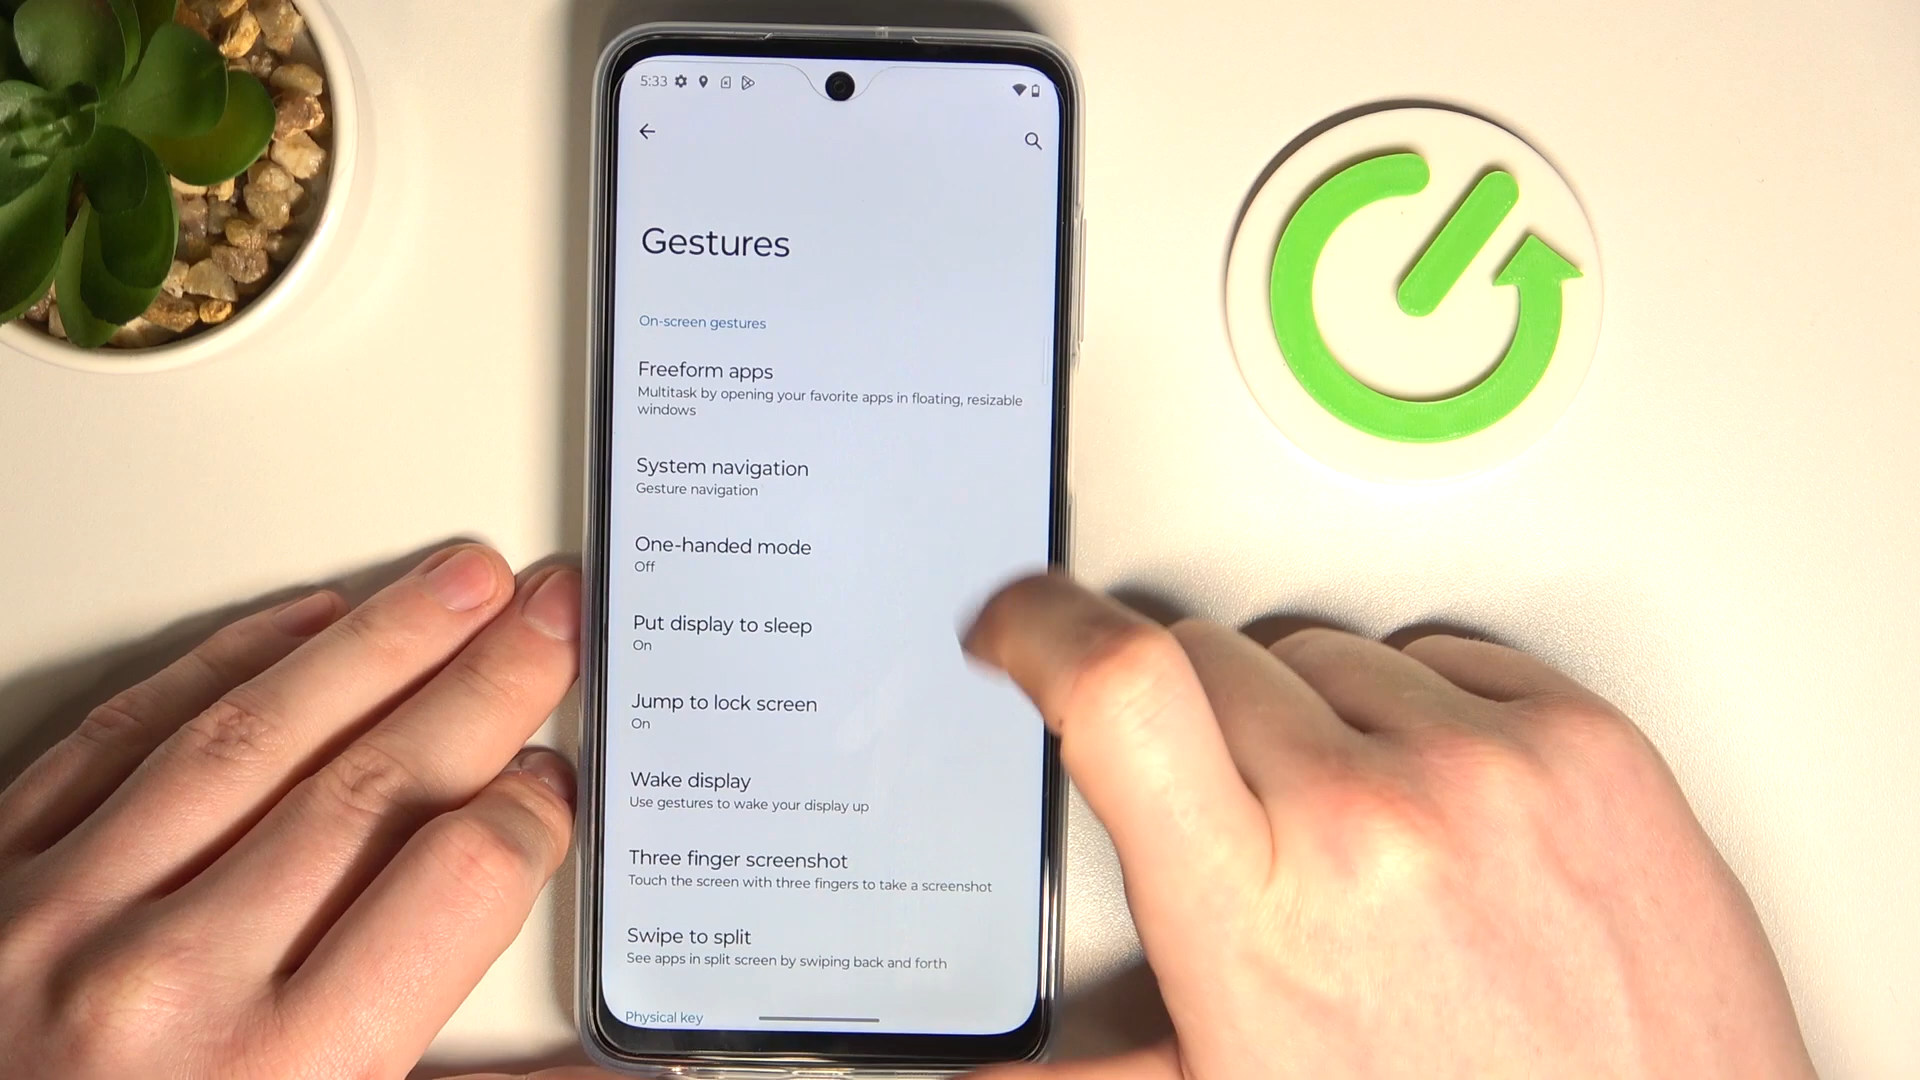 5:33
Gestures
On-screen gestures
Freeform apps
Multitask by opening your favorite apps in floating, resizable
windows
System navigation
Gesture navigation
One-handed mode
Off
Put display to sleep
On
Jump to lock screen
On
Wake display
Use gestures to wake your display up
Three finger screenshot
Touch the screen with three fingers to take a screenshot
Swipe to split
See apps in split screen by swiping back and forth
Physical key